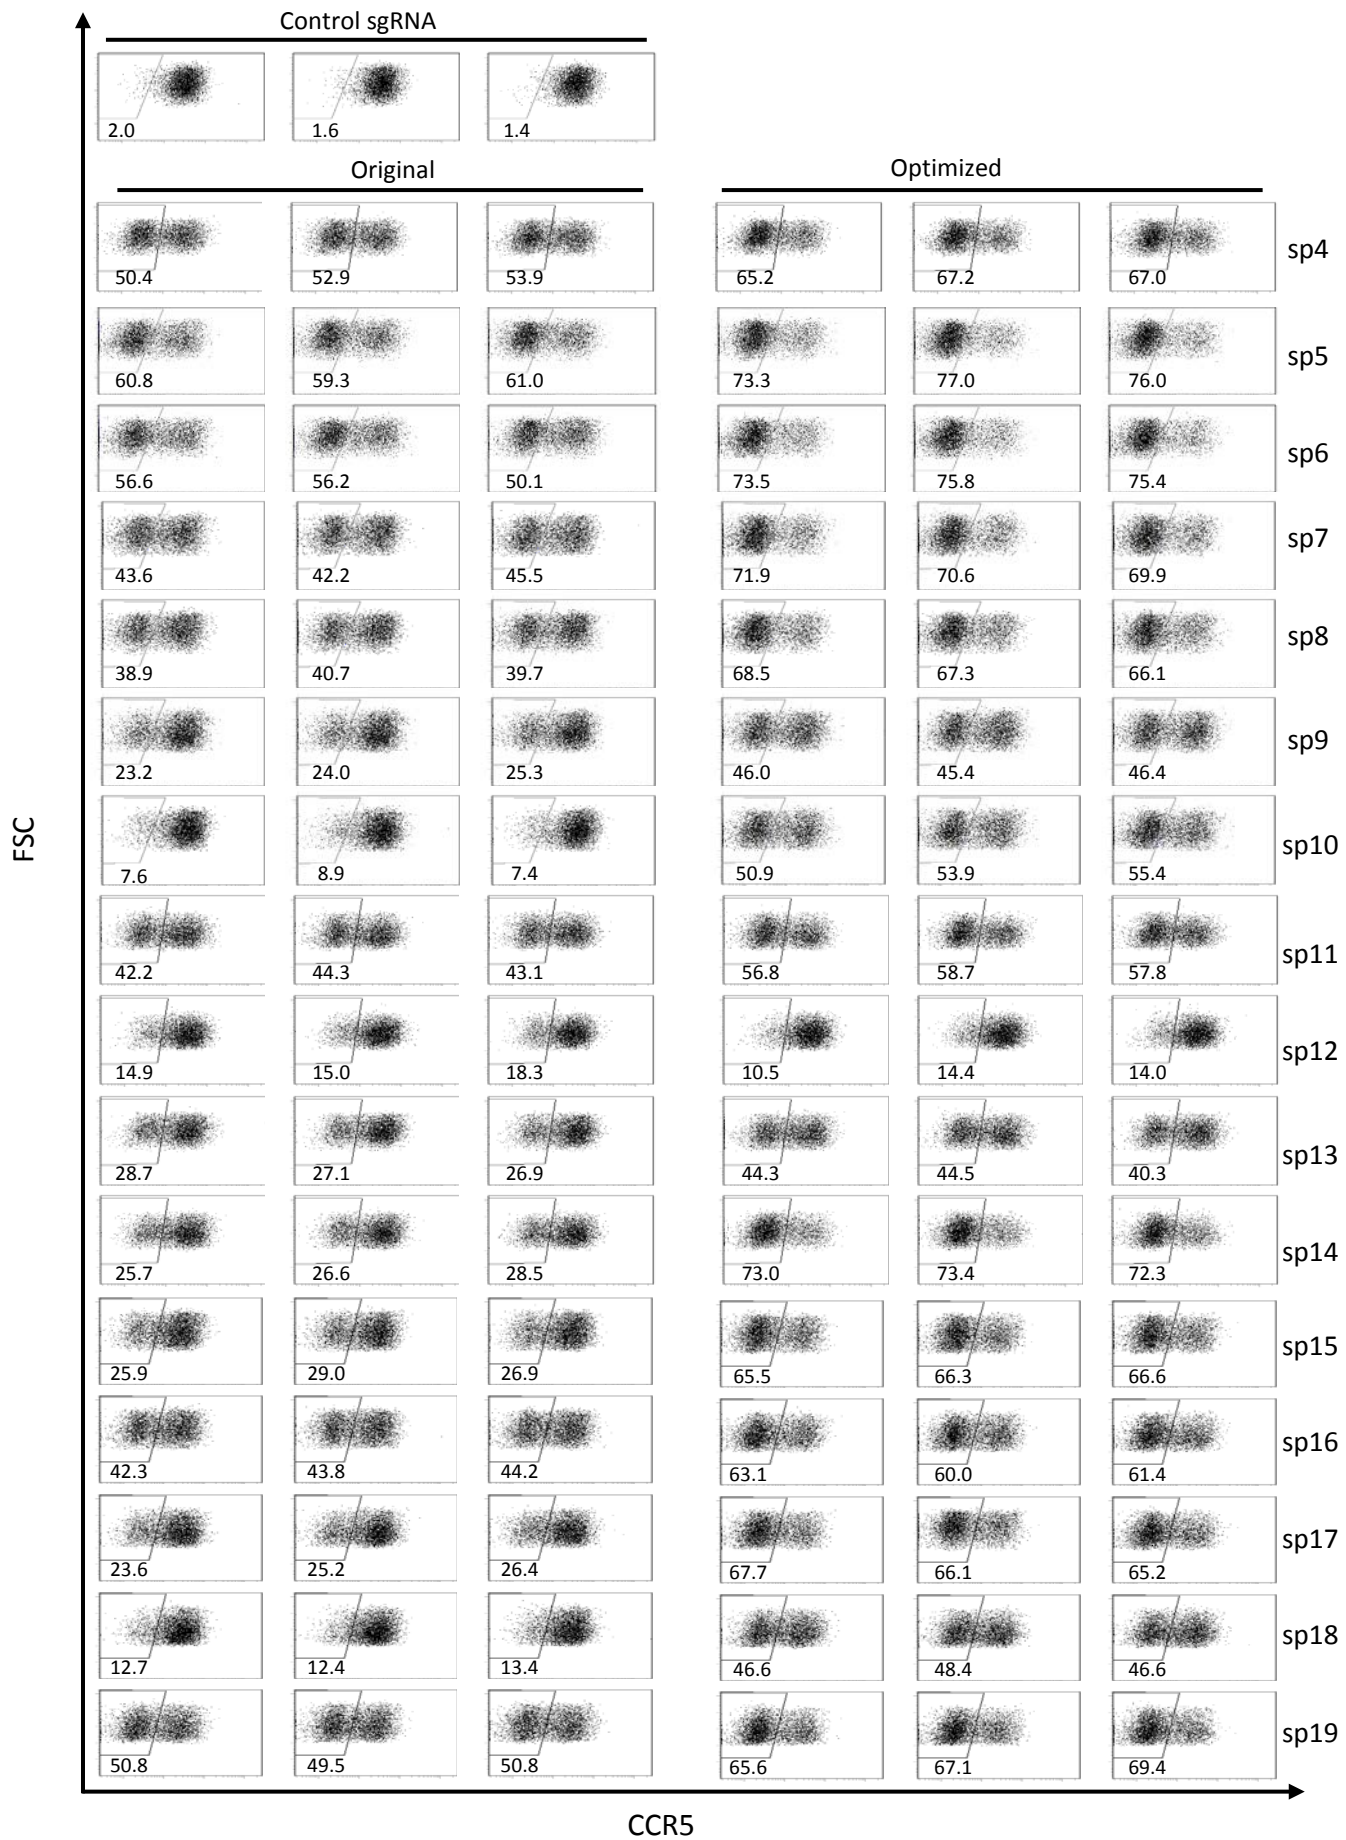 Control sgRNA
2.0 1.6 1.4
Original Optimized
50.4 52.9 53.9 65.2 67.2 67.0 sp4
60.8 59.3 61.0 73.3 77.0 76.0 sp5
56.6 56.2 50.1 73.5 75.8 75.4 sp6
43.6 42.2 45.5 71.9 70.6 69.9 sp7
38.9 40.7 39.7 68.5 67.3 66.1 sp8
23.2 24.0 25.3 46.0 45.4 46.4 sp9
7.6 8.9 7.4 50.9 53.9 55.4 sp10
42.2 44.3 43.1 56.8 58.7 57.8 sp11
14.9 15.0 18.3 10.5 14.4 14.0 sp12
28.7 27.1 26.9 44.3 44.5 40.3 sp13
25.7 26.6 28.5 73.0 73.4 72.3 sp14
25.9 29.0 26.9 65.5 66.3 66.6 sp15
42.3 43.8 44.2 63.1 60.0 61.4 sp16
23.6 25.2 26.4 67.7 66.1 65.2 sp17
12.7 12.4 13.4 46.6 48.4 46.6 sp18
50.8 49.5 50.8 65.6 67.1 69.4 sp19
FSC
CCR5